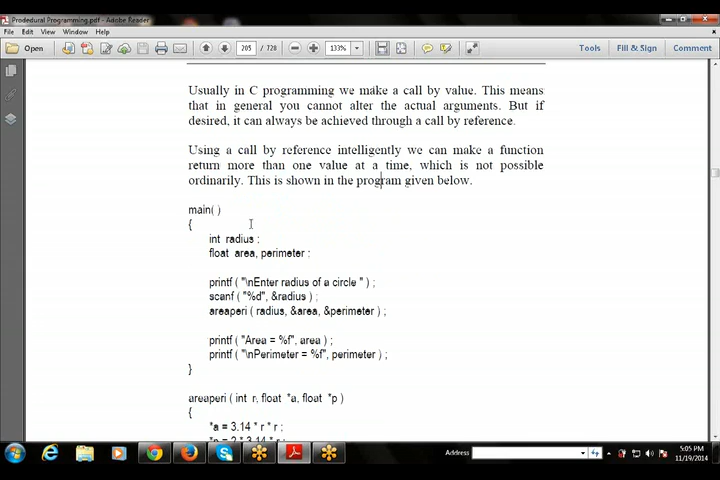 Prodedural Programming.pdf - Adobe Reader
File Edit View Window Help
Open 205 / 728 133% Tools Fill & Sign Comment
Usually in C programming we make a call by value. This means
that in general you cannot alter the actual arguments. But if
desired, it can always be achieved through a call by reference.
Using a call by reference intelligently we can make a function
return more than one value at a time, which is not possible
ordinarily. This is shown in the program given below.
main( )
{
int radius ;
float area, perimeter ;
printf ( "\nEnter radius of a circle " ) ;
scanf ( "%d", &radius ) ;
areaperi ( radius, &area, &perimeter ) ;
printf ( "Area = %f", area ) ;
printf ( "\nPerimeter = %f", perimeter ) ;
}
areaperi ( int r, float *a, float *p )
{
*a = 3.14 * r * r ;
*p = 2 * 3.14 * r ;
Address
5:05 PM
11/19/2014